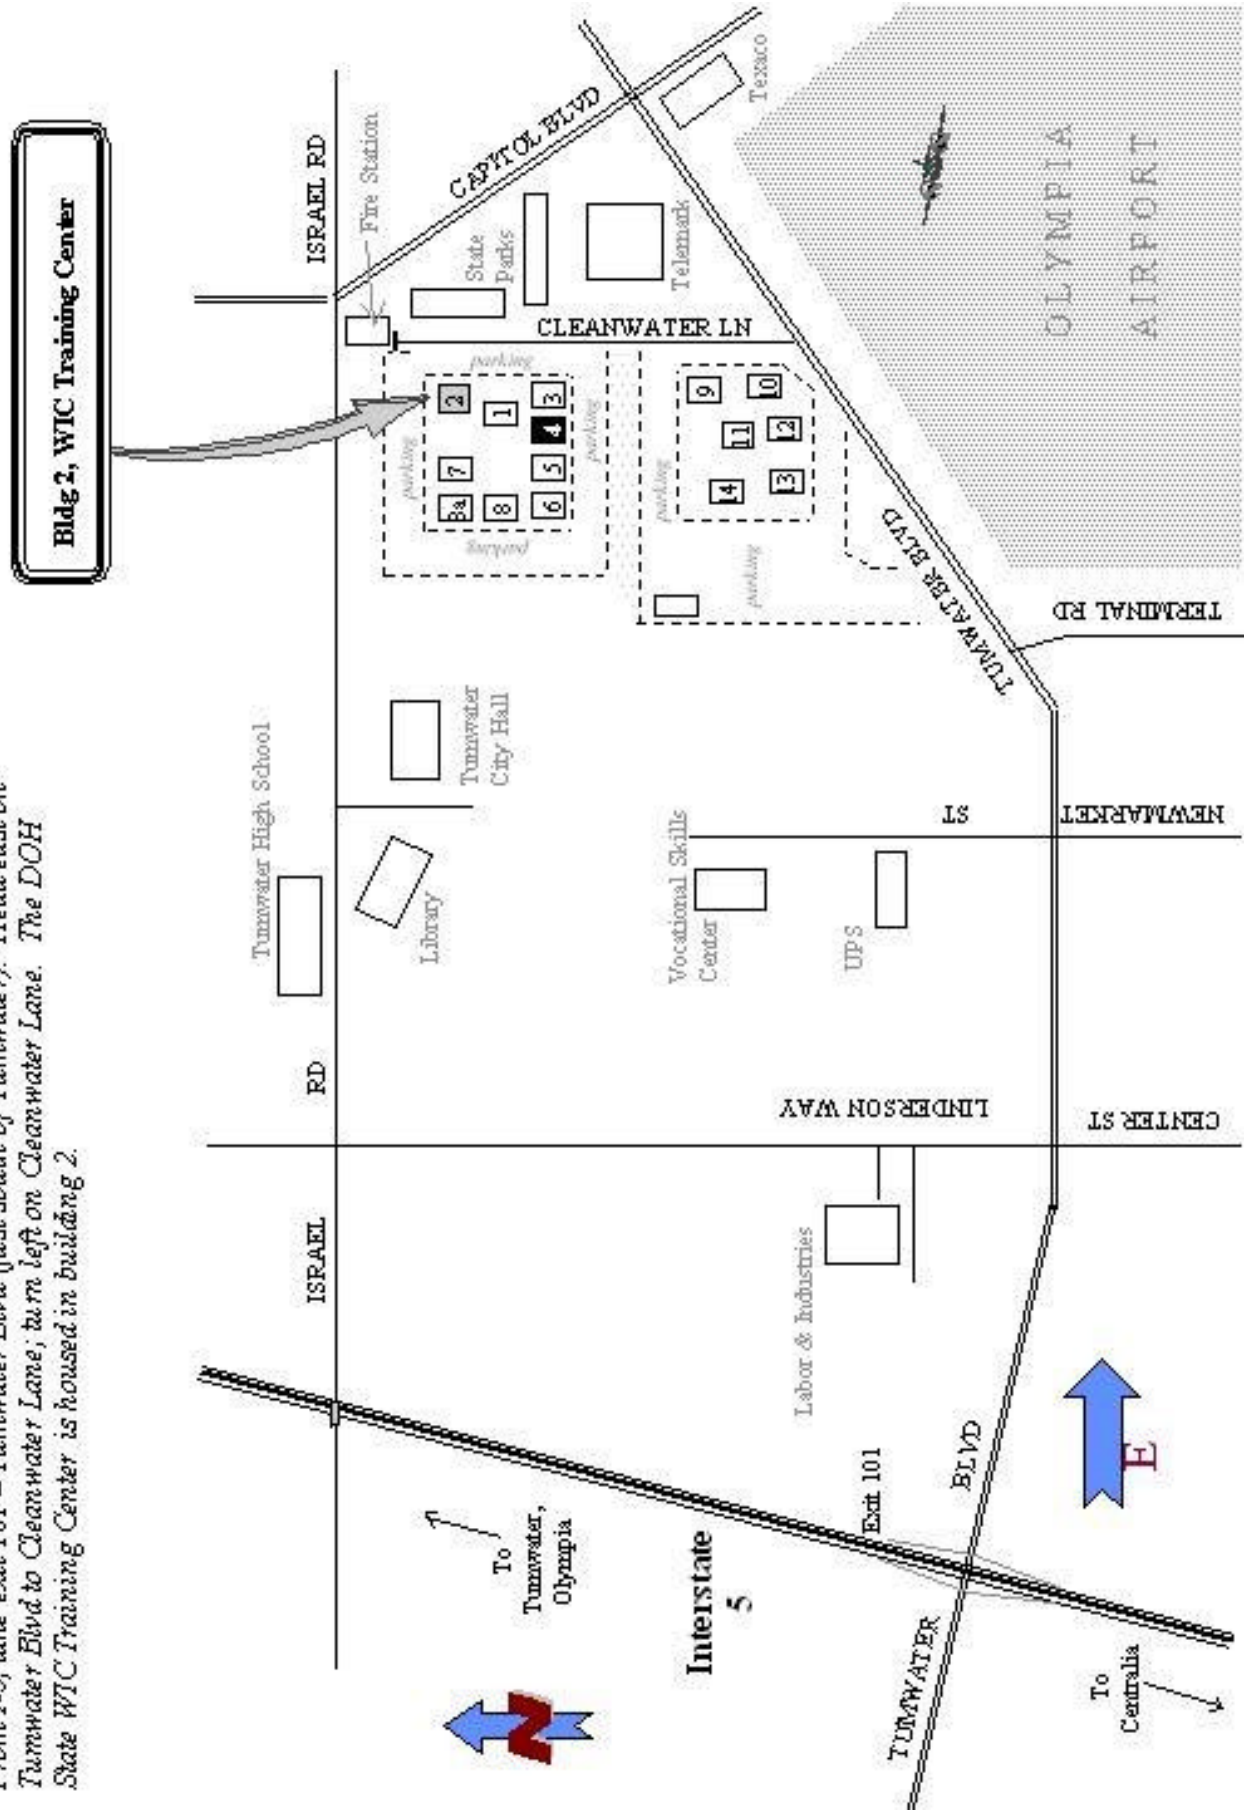 Tumwater Blvd to Cleanwater Lane; turn left on Cleanwater Lane. The DOH
State WIC Training Center is housed in building 2.
Bldg 2, WIC Training Center
ISRAEL
RD
ISRAEL RD
Tumwater High School
Fire Station
Library
Tumwater
City Hall
CAPITOL BLVD
State
Parks
Telemark
Texaco
CLEANWATER LN
parking
parking
parking
parking
2
1
3
4
7
8a
8
5
6
parking
parking
9
10
11
12
14
13
To
Tumwater,
Olympia
N
Interstate
5
Exit 101
Labor & Industries
Vocational Skills
Center
UPS
LINDERSON WAY
CENTER ST
NEWMARKET
ST
TUMWATER BLVD
TERMINAL RD
TUMWATER
BLVD
To
Centralia
E
OLYMPIA
AIRPORT